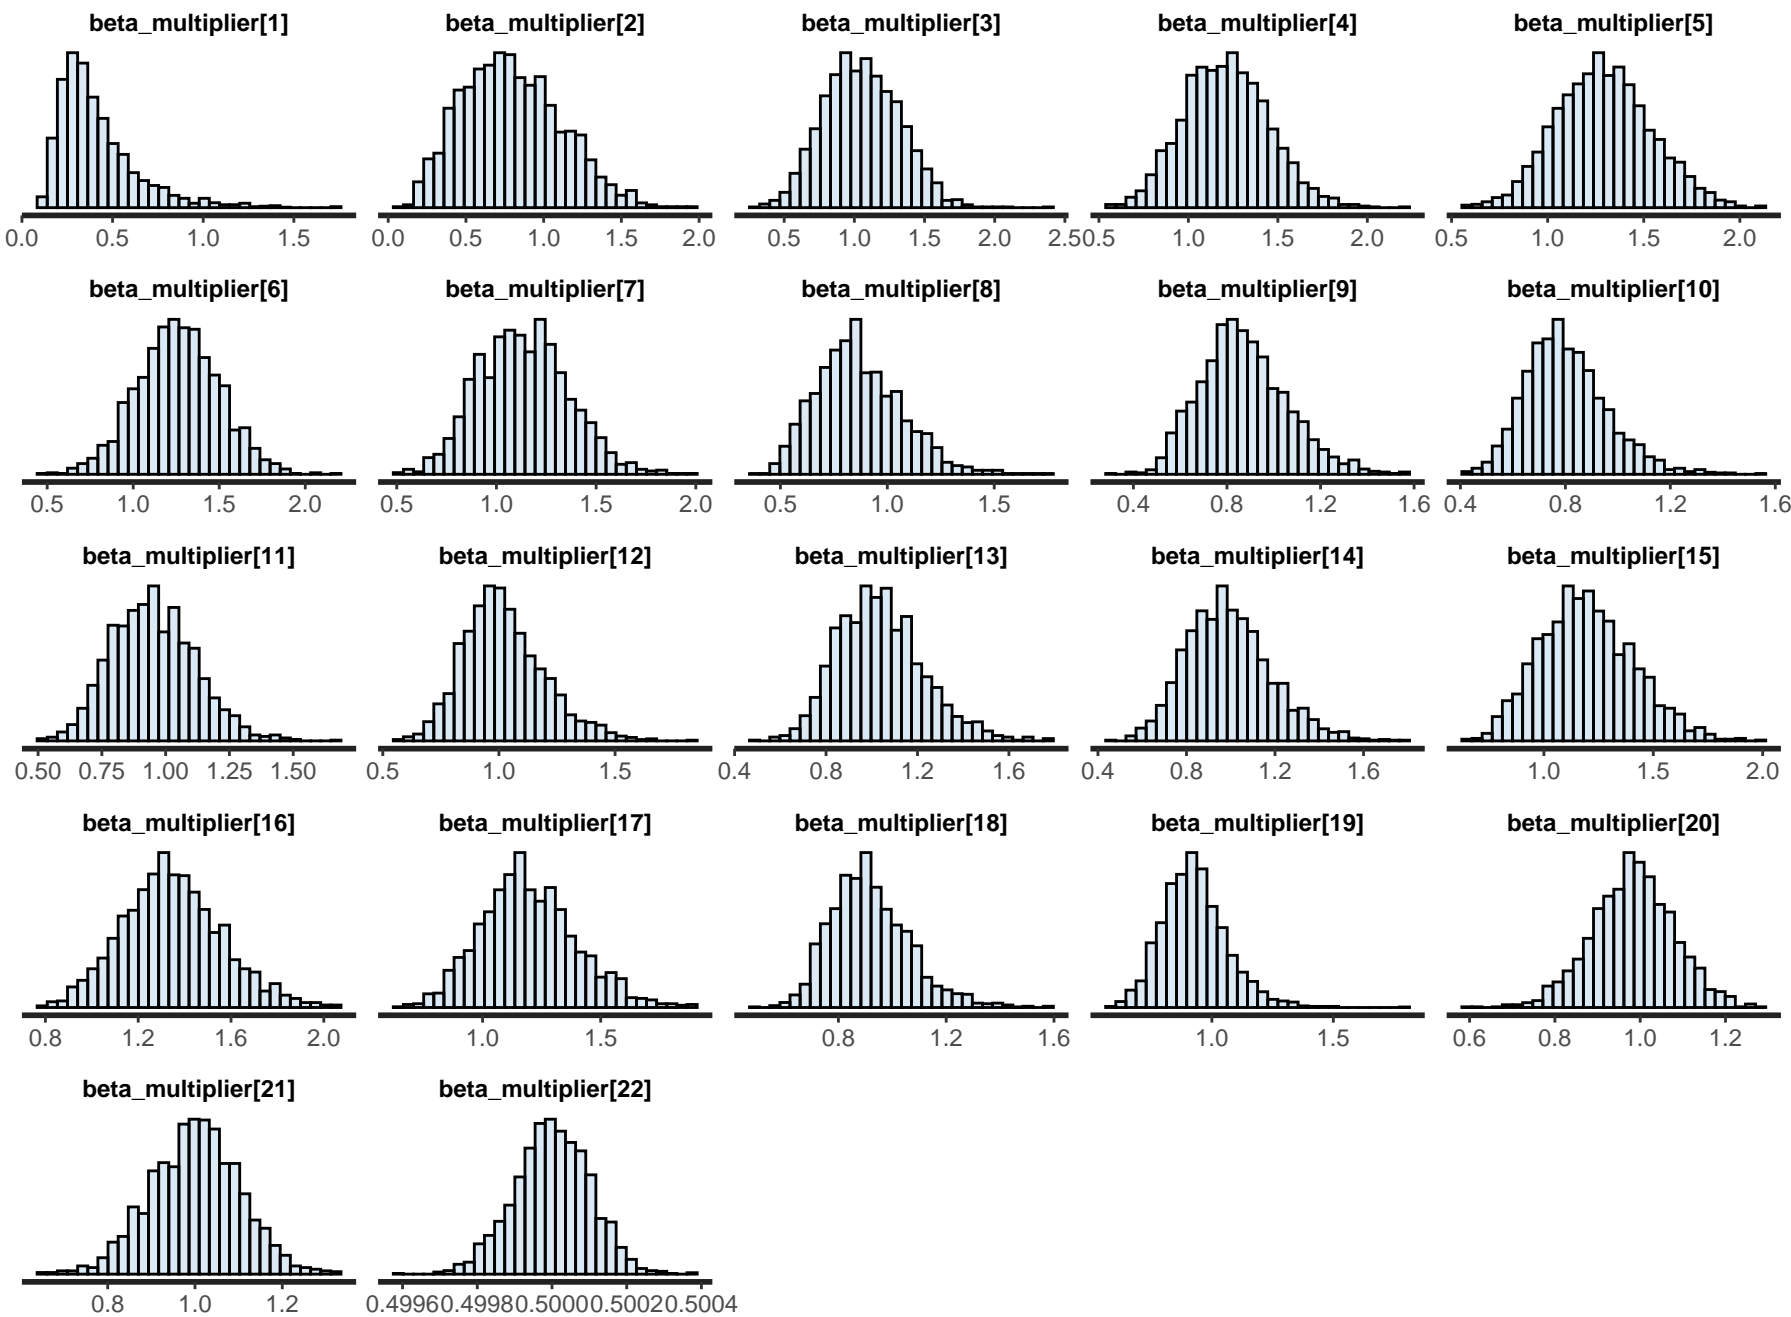 beta_multiplier[1] beta_multiplier[2] beta_multiplier[3] beta_multiplier[4] beta_multiplier[5]
0.0 0.5 1.0 1.5 0.0 0.5 1.0 1.5 2.0 0.5 1.0 1.5 2.0 2.5 0.5 1.0 1.5 2.0 0.5 1.0 1.5 2.0
beta_multiplier[6] beta_multiplier[7] beta_multiplier[8] beta_multiplier[9] beta_multiplier[10]
0.5 1.0 1.5 2.0 0.5 1.0 1.5 2.0 0.5 1.0 1.5 0.4 0.8 1.2 1.6 0.4 0.8 1.2 1.6
beta_multiplier[11] beta_multiplier[12] beta_multiplier[13] beta_multiplier[14] beta_multiplier[15]
0.50 0.75 1.00 1.25 1.50 0.5 1.0 1.5 0.4 0.8 1.2 1.6 0.4 0.8 1.2 1.6 1.0 1.5 2.0
beta_multiplier[16] beta_multiplier[17] beta_multiplier[18] beta_multiplier[19] beta_multiplier[20]
0.8 1.2 1.6 2.0 1.0 1.5 0.8 1.2 1.6 1.0 1.5 0.6 0.8 1.0 1.2
beta_multiplier[21] beta_multiplier[22]
0.8 1.0 1.2 0.4996 0.4998 0.5000 0.5002 0.5004